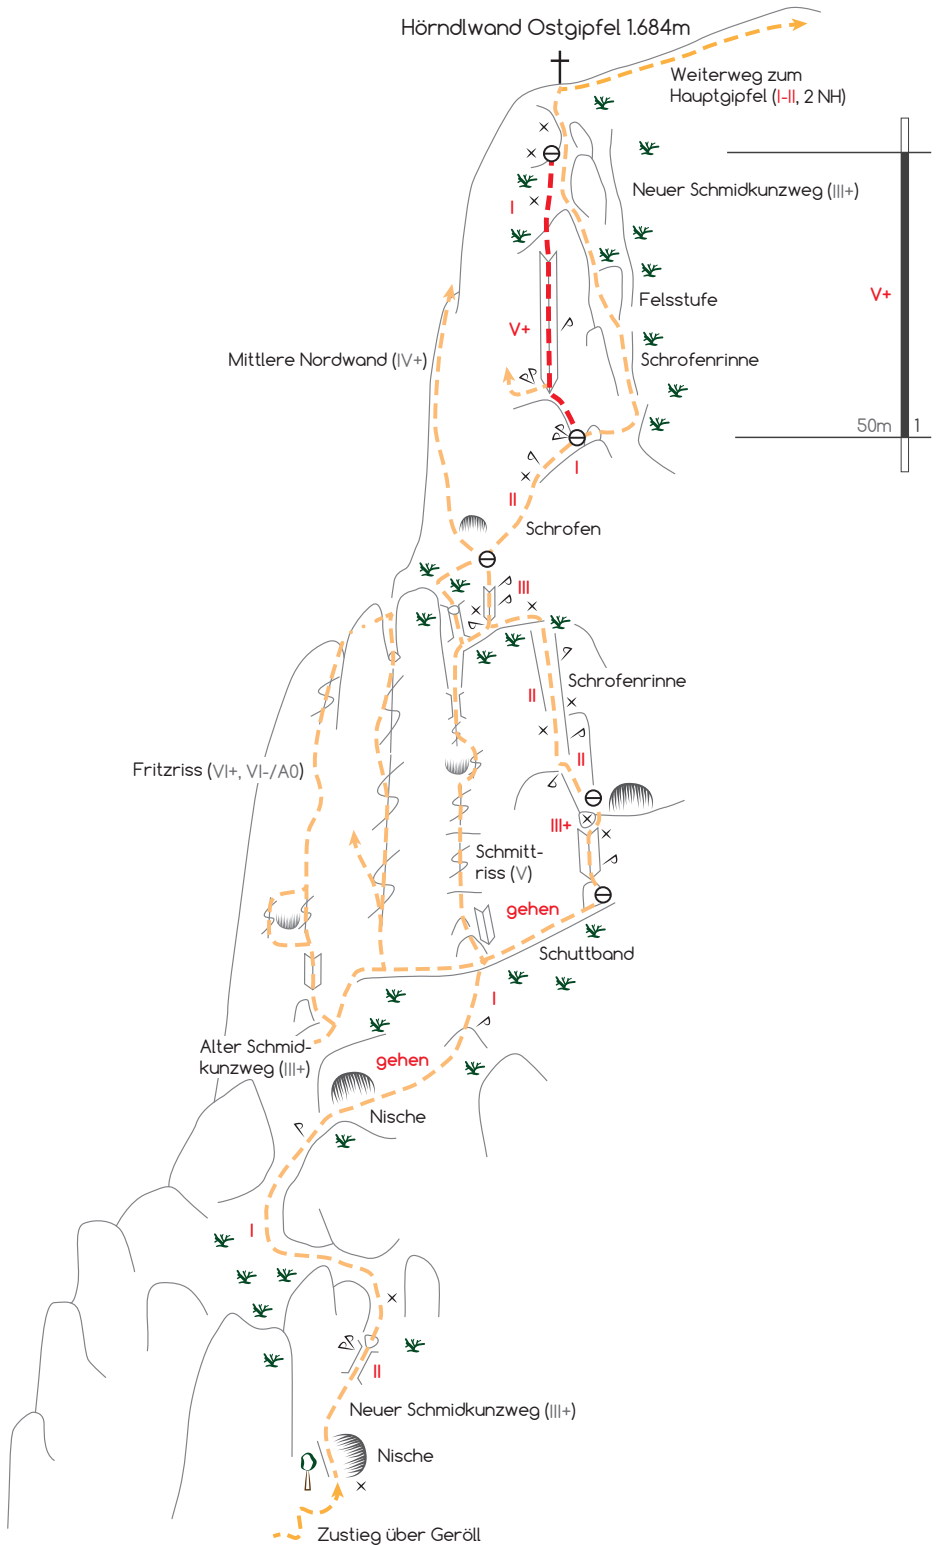 Hörndlwand Ostgipfel 1.684m
Weiterweg zum
Hauptgipfel (I-II, 2 NH)
Neuer Schmidkunzweg (III+)
I
V+
Felsstufe
V+
Mittlere Nordwand (IV+)
Schrofenrinne
50m 1
I
II
Schrofen
III
Schrofenrinne
II
II
Fritzriss (VI+, VI-/A0)
III+
Schmitt-
riss (V)
gehen
Schuttband
I
Alter Schmid-
kunzweg (III+)
gehen
Nische
I
II
Neuer Schmidkunzweg (III+)
Nische
Zustieg über Geröll